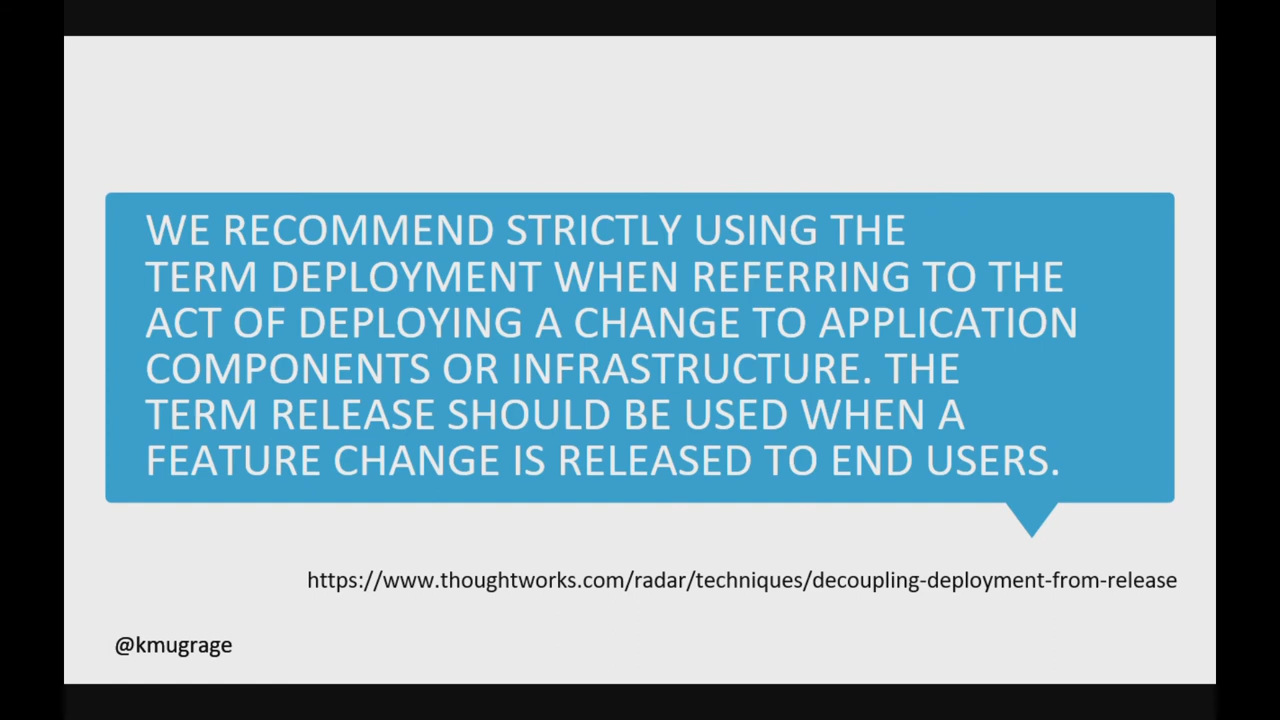 WE RECOMMEND STRICTLY USING THE
TERM DEPLOYMENT WHEN REFERRING TO THE
ACT OF DEPLOYING A CHANGE TO APPLICATION
COMPONENTS OR INFRASTRUCTURE. THE
TERM RELEASE SHOULD BE USED WHEN A
FEATURE CHANGE IS RELEASED TO END USERS.
https://www.thoughtworks.com/radar/techniques/decoupling-deployment-from-release
@kmugrage